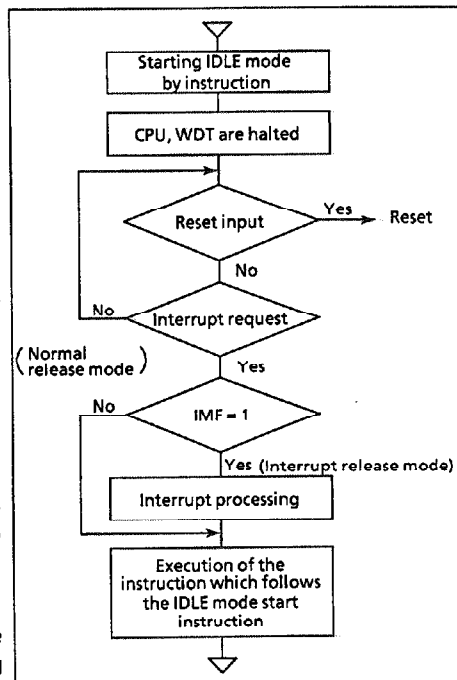 Starting IDLE mode
by instruction
CPU, WDT are halted
Reset input
Yes
Reset
No
No
Interrupt request
(Normal
release mode)
Yes
No
IMF = 1
Yes (Interrupt release mode)
Interrupt processing
Execution of the
instruction which follows
the IDLE mode start
instruction